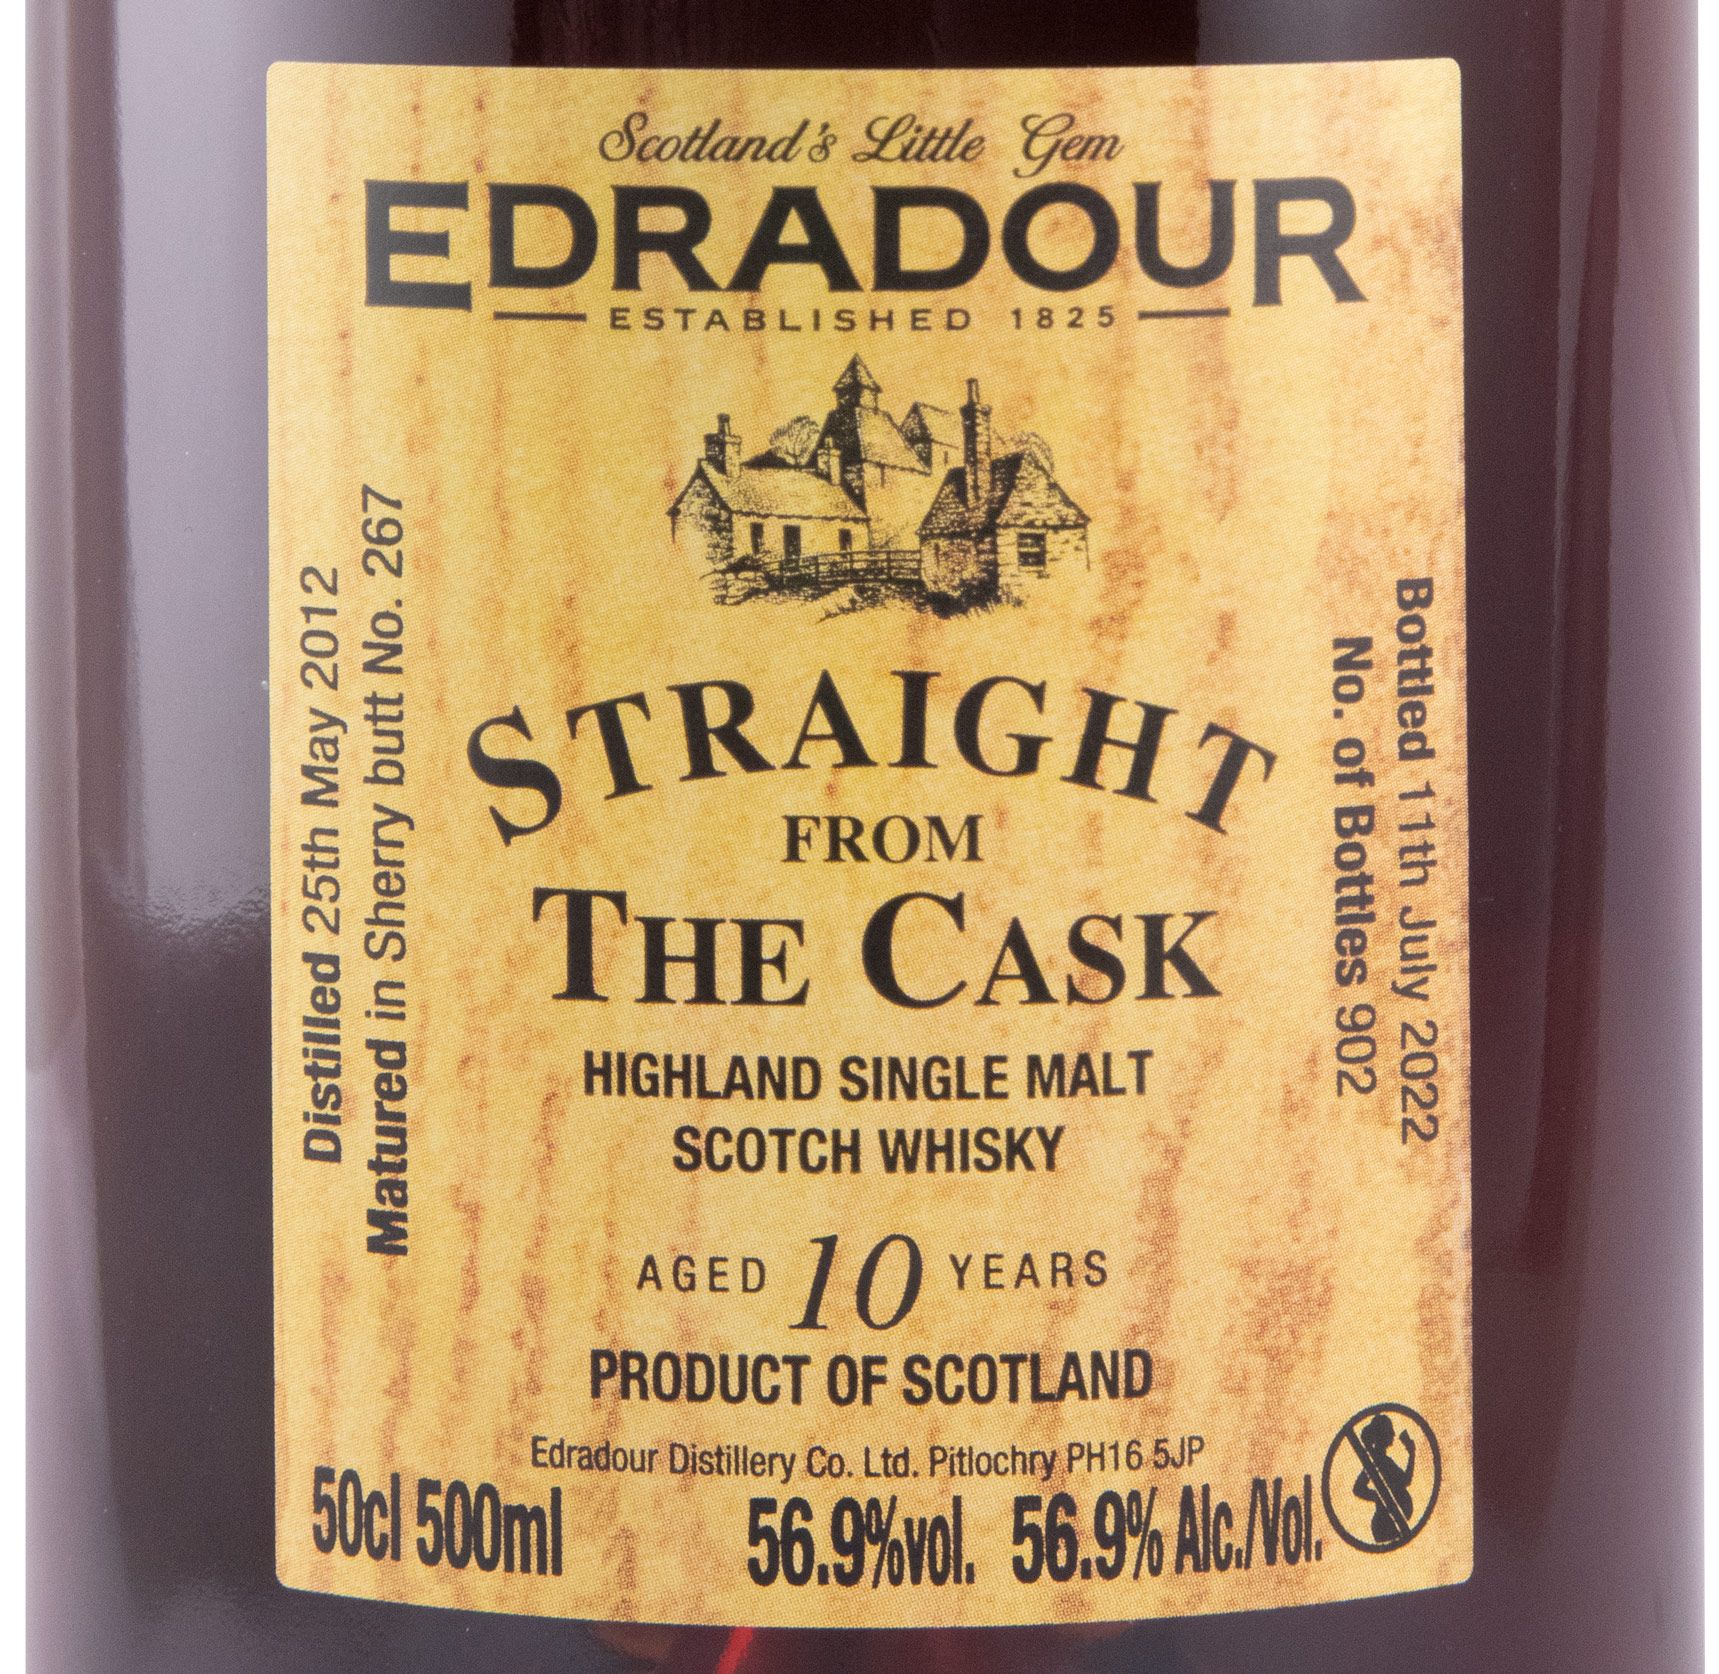 Scotland's Little Gem
EDRADOUR
ESTABLISHED 1825
Distilled 25th May 2012
Matured in Sherry butt No. 267
Bottled 11th July 2022
No. of Bottles 902
STRAIGHT
FROM
THE CASK
HIGHLAND SINGLE MALT
SCOTCH WHISKY
AGED 10 YEARS
PRODUCT OF SCOTLAND
Edradour Distillery Co. Ltd. Pitlochry PH16 5JP
50cl 500ml 56.9%vol. 56.9% Alc./Vol.